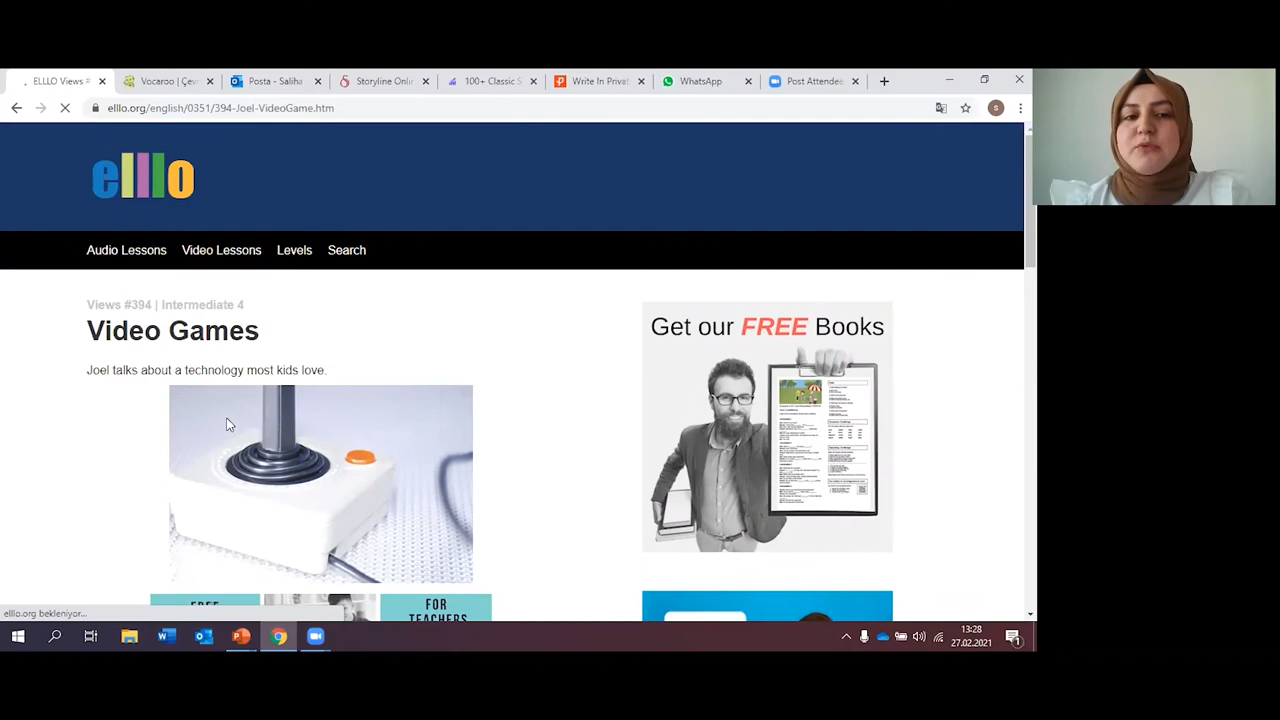 ELLLO Views #
Vocaroo | Çev
Posta - Saliha
Storyline Onli
100+ Classic S
Write In Privat
WhatsApp
Post Attendee
elllo.org/english/0351/394-Joel-VideoGame.htm
s
elllo
Audio Lessons Video Lessons Levels Search
Views #394 | Intermediate 4
Video Games
Joel talks about a technology most kids love.
Get our FREE Books
FOR
TEACHERS
elllo.org bekleniyor...
13:28
27.02.2021